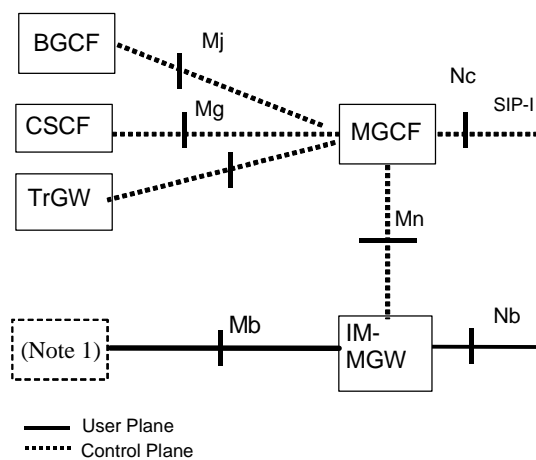 BGCF
Mj
Nc
Mg
SIP-I
CSCF
MGCF
TrGW
Mn
Mb
Nb
(Note 1)
IM-
MGW
User Plane
Control Plane